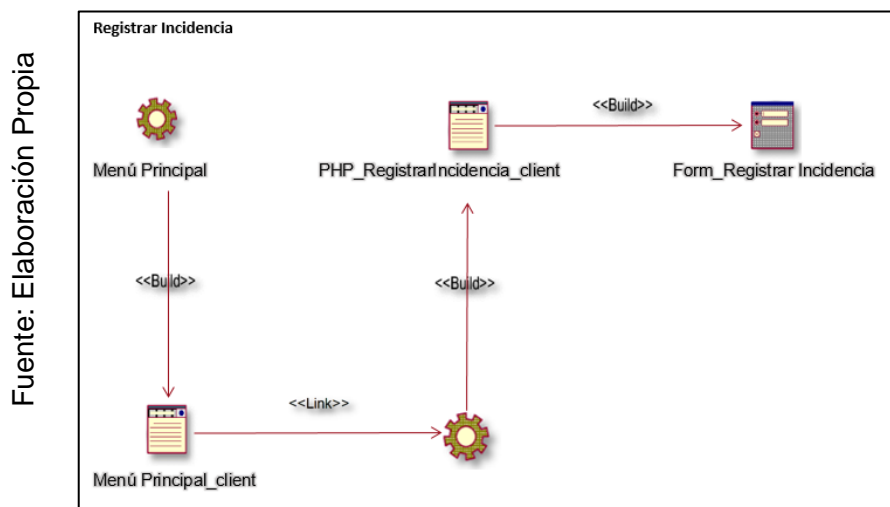 Fuente: Elaboración Propia
Registrar Incidencia
<<Build>>
Menú Principal
PHP_RegistrarIncidencia_client
Form_Registrar Incidencia
<<Build>>
<<Build>>
<<Link>>
Menú Principal_client